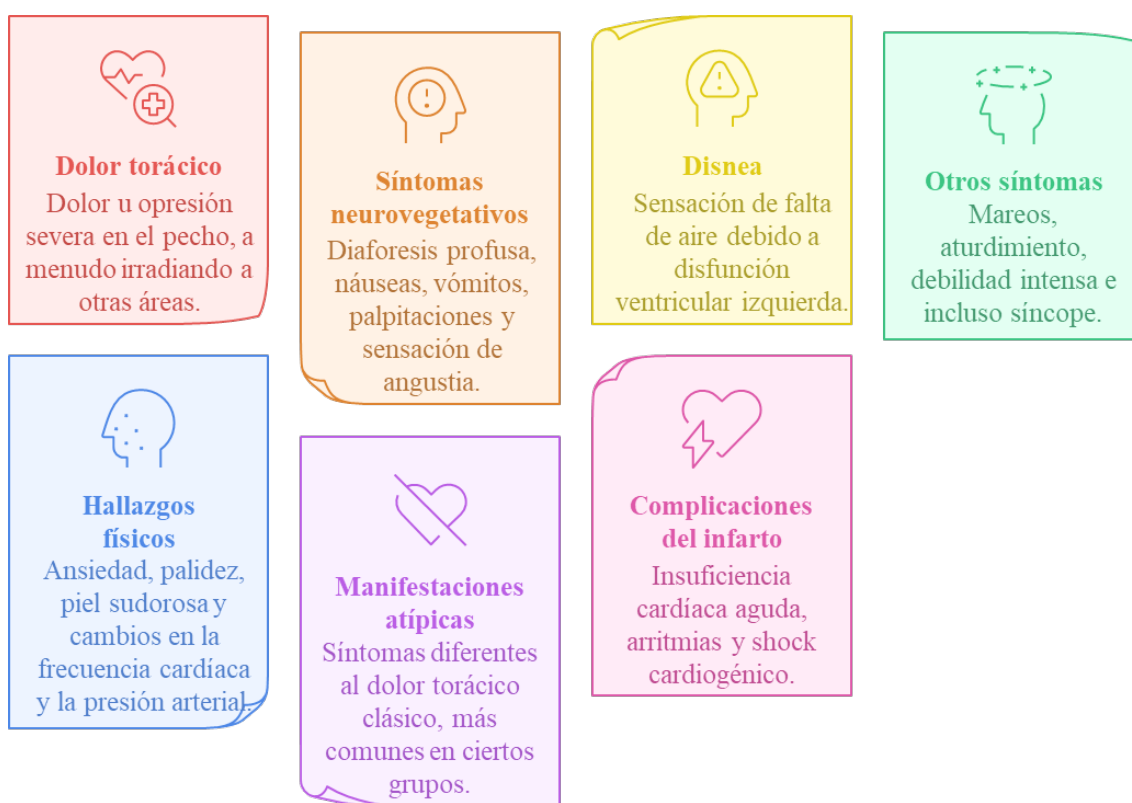 Dolor torácico
Dolor u opresión
severa en el pecho, a
menudo irradiando a
otras áreas.
Síntomas
neurovegetativos
Diaforesis profusa,
náuseas, vómitos,
palpitaciones y
sensación de
angustia.
Disnea
Sensación de falta
de aire debido a
disfunción
ventricular izquierda.
Otros síntomas
Mareos,
aturdimiento,
debilidad intensa e
incluso síncope.
Hallazgos
físicos
Ansiedad, palidez,
piel sudorosa y
cambios en la
frecuencia cardíaca
y la presión arterial.
Manifestaciones
atípicas
Síntomas diferentes
al dolor torácico
clásico, más
comunes en ciertos
grupos.
Complicaciones
del infarto
Insuficiencia
cardíaca aguda,
arritmias y shock
cardiogénico.